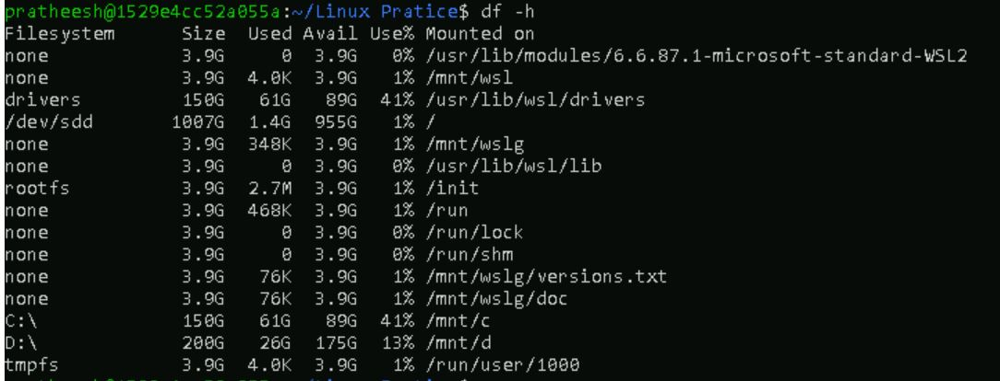 pratheesh@1529e4cc52a055a:~/Linux Pratice$ df -h
Filesystem      Size  Used Avail Use% Mounted on
none            3.9G     0  3.9G   0% /usr/lib/modules/6.6.87.1-microsoft-standard-WSL2
none            3.9G  4.0K  3.9G   1% /mnt/wsl
drivers         150G   61G   89G  41% /usr/lib/wsl/drivers
/dev/sdd       1007G  1.4G  955G   1% /
none            3.9G  348K  3.9G   1% /mnt/wslg
none            3.9G     0  3.9G   0% /usr/lib/wsl/lib
rootfs          3.9G  2.7M  3.9G   1% /init
none            3.9G  468K  3.9G   1% /run
none            3.9G     0  3.9G   0% /run/lock
none            3.9G     0  3.9G   0% /run/shm
none            3.9G   76K  3.9G   1% /mnt/wslg/versions.txt
none            3.9G   76K  3.9G   1% /mnt/wslg/doc
C:\             150G   61G   89G  41% /mnt/c
D:\             200G   26G  175G  13% /mnt/d
tmpfs           3.9G  4.0K  3.9G   1% /run/user/1000